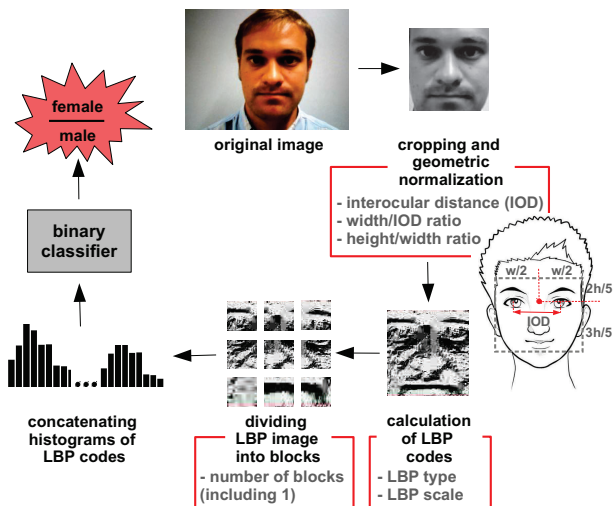 female
male
original image
cropping and
geometric
normalization
- interocular distance (IOD)
- width/IOD ratio
- height/width ratio
binary
classifier
w/2 w/2
2h/5
IOD
3h/5
concatenating
histograms of
LBP codes
dividing
LBP image
into blocks
- number of blocks
(including 1)
calculation
of LBP
codes
- LBP type
- LBP scale